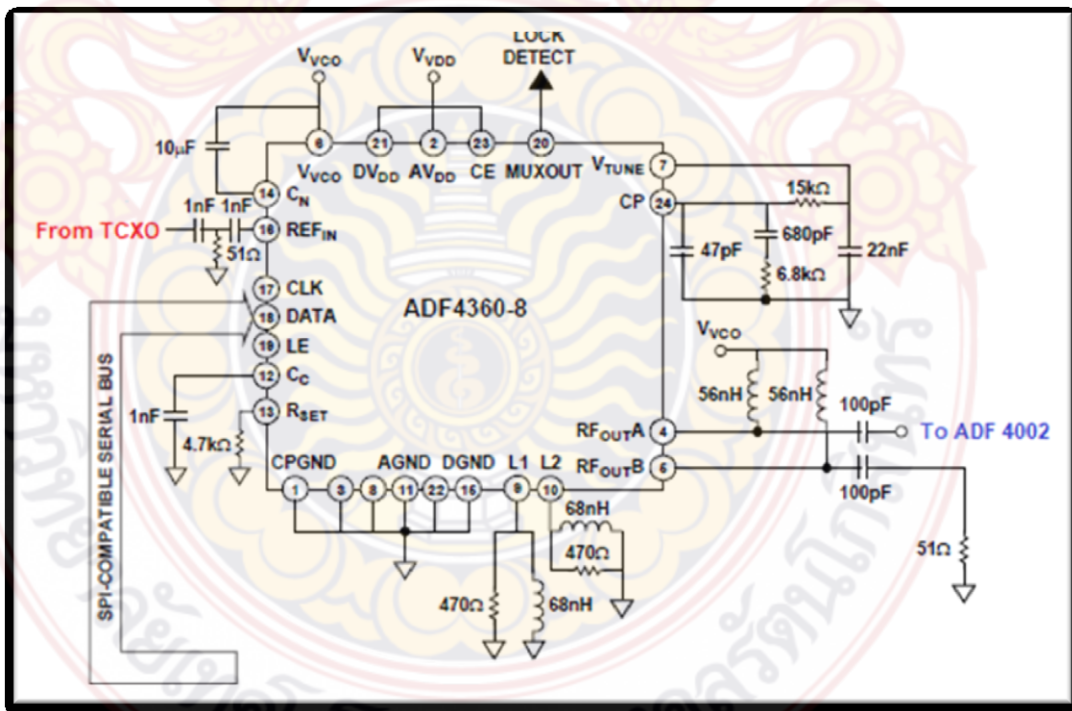 LOCK
DETECT
VVCO
VVDD
10µF
6
21
2
23
20
VVCO
DVDD
AVDD
CE
MUXOUT
VTUNE
7
14
CN
CP
24
15kΩ
1nF
1nF
From TCXO
16
REFIN
51Ω
47pF
680pF
6.8kΩ
22nF
17
CLK
18
DATA
ADF4360-8
19
LE
VVCO
SPI-COMPATIBLE SERIAL BUS
12
CC
1nF
13
RSET
4.7kΩ
56nH
56nH
100pF
RFOUTA
4
To ADF 4002
RFOUTB
5
100pF
CPGND
AGND
DGND
L1
L2
1
3
8
11
22
15
9
10
68nH
470Ω
51Ω
470Ω
68nH